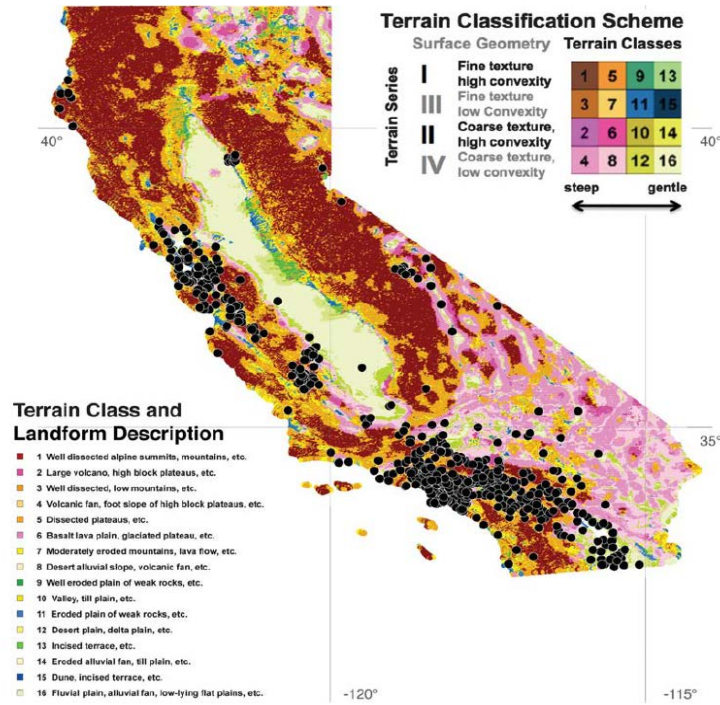 Terrain Classification Scheme
Surface Geometry Terrain Classes
Terrain Series
I Fine texture high convexity
III Fine texture low Convexity
II Coarse texture, high convexity
IV Coarse texture, low convexity
1 5 9 13
3 7 11 15
2 6 10 14
4 8 12 16
steep gentle
40° 40°
35°
Terrain Class and
Landform Description
1 Well dissected alpine summits, mountains, etc.
2 Large volcano, high block plateaus, etc.
3 Well dissected, low mountains, etc.
4 Volcanic fan, foot slope of high block plateaus, etc.
5 Dissected plateaus, etc.
6 Basalt lava plain, glaciated plateau, etc.
7 Moderately eroded mountains, lava flow, etc.
8 Desert alluvial slope, volcanic fan, etc.
9 Well eroded plain of weak rocks, etc.
10 Valley, till plain, etc.
11 Eroded plain of weak rocks, etc.
12 Desert plain, delta plain, etc.
13 Incised terrace, etc.
14 Eroded alluvial fan, till plain, etc.
15 Dune, incised terrace, etc.
16 Fluvial plain, alluvial fan, low-lying flat plains, etc.
-120° -115°